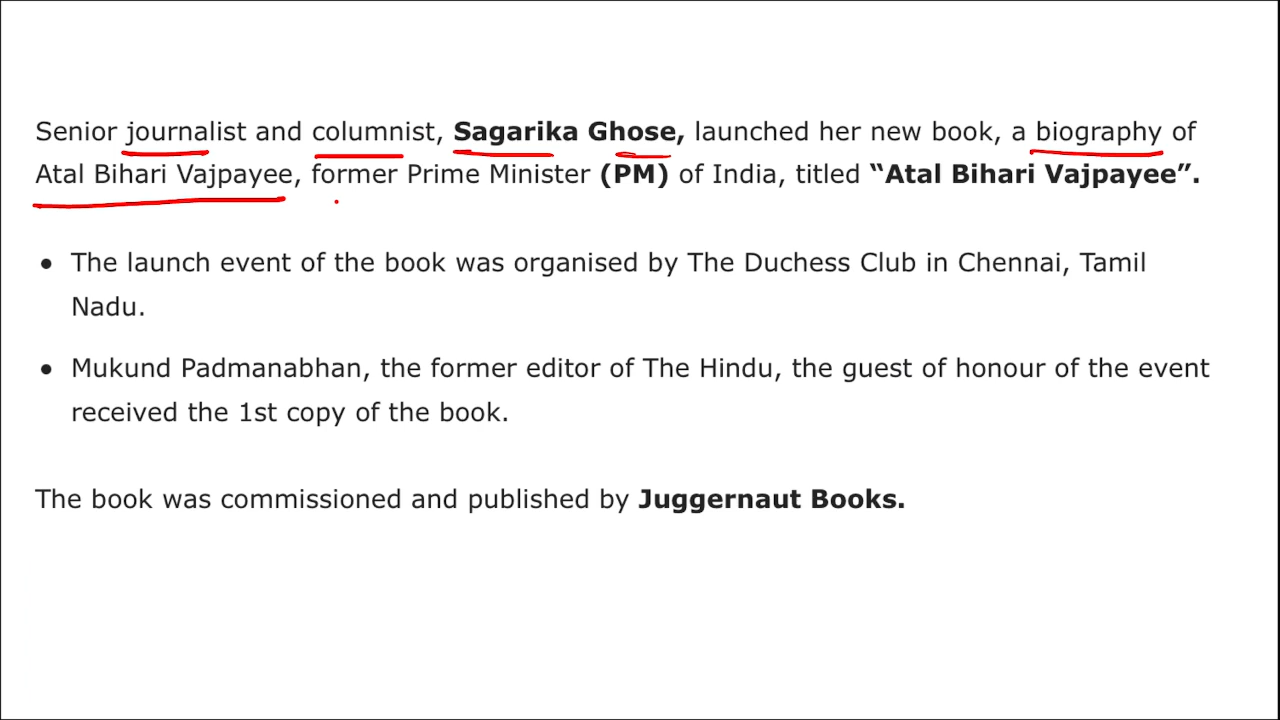 Senior journalist and columnist, Sagarika Ghose, launched her new book, a biography of
Atal Bihari Vajpayee, former Prime Minister (PM) of India, titled “Atal Bihari Vajpayee”.
● The launch event of the book was organised by The Duchess Club in Chennai, Tamil
Nadu.
● Mukund Padmanabhan, the former editor of The Hindu, the guest of honour of the event
received the 1st copy of the book.
The book was commissioned and published by Juggernaut Books.